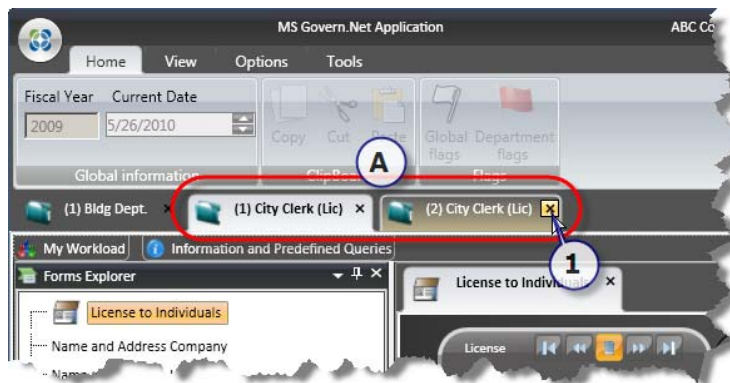 MS Govern.Net Application ABC Co
Home View Options Tools
Fiscal Year Current Date
2009 5/26/2010
Copy Cut Paste Global flags Department flags
Global information ClipBoard Flags
A
(1) Bldg Dept. × (1) City Clerk (Lic) × (2) City Clerk (Lic) ×
1
My Workload Information and Predefined Queries
Forms Explorer License to Individuals ×
License to Individuals
License
Name and Address Company